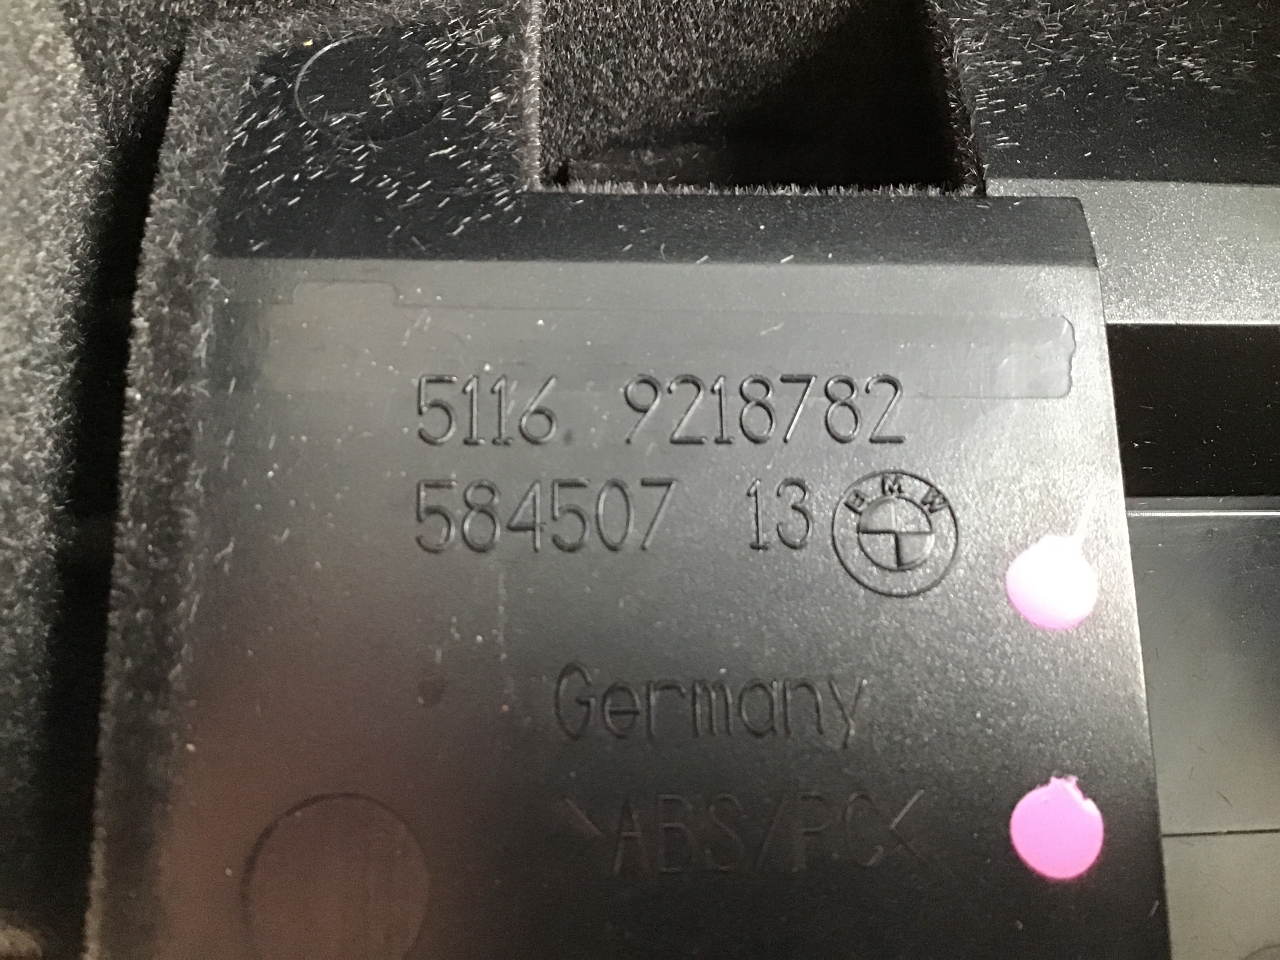 5116 9218782
584507 13
BMW
Germany
>ABS/PC<